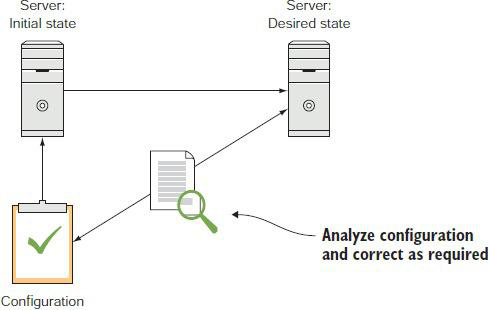 Server:
Initial state
Server:
Desired state
Analyze configuration
and correct as required
Configuration